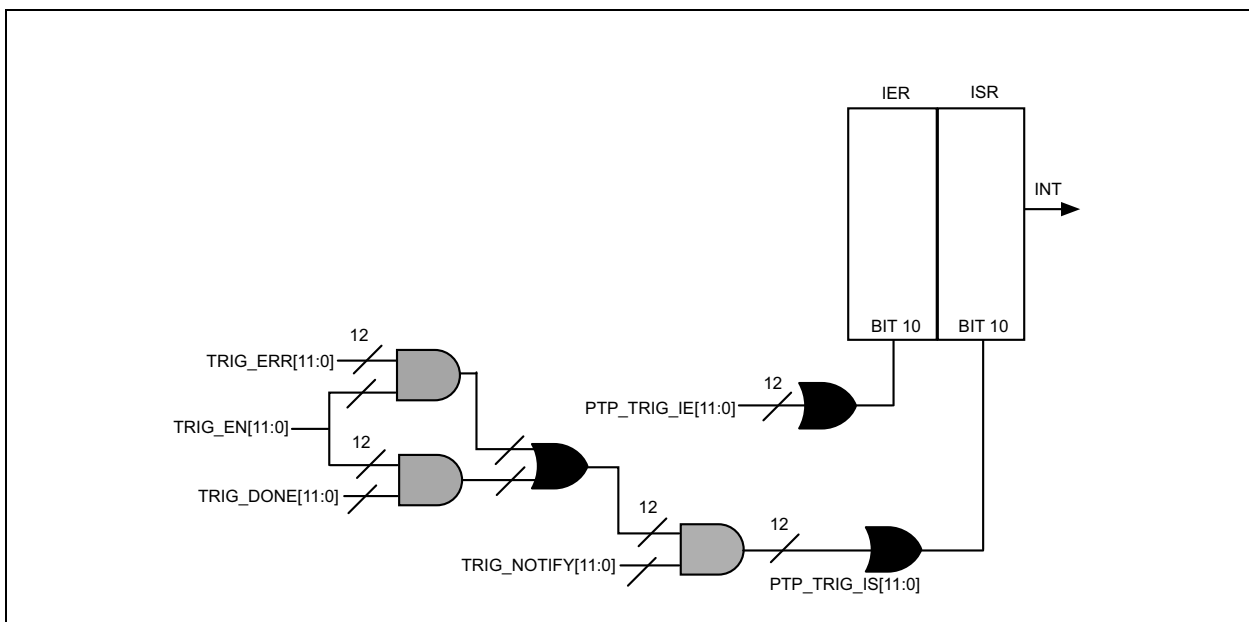 IER ISR
INT
BIT 10 BIT 10
12
TRIG_ERR[11:0]
12
PTP_TRIG_IE[11:0]
TRIG_EN[11:0]
12
TRIG_DONE[11:0]
12
12
TRIG_NOTIFY[11:0]
PTP_TRIG_IS[11:0]